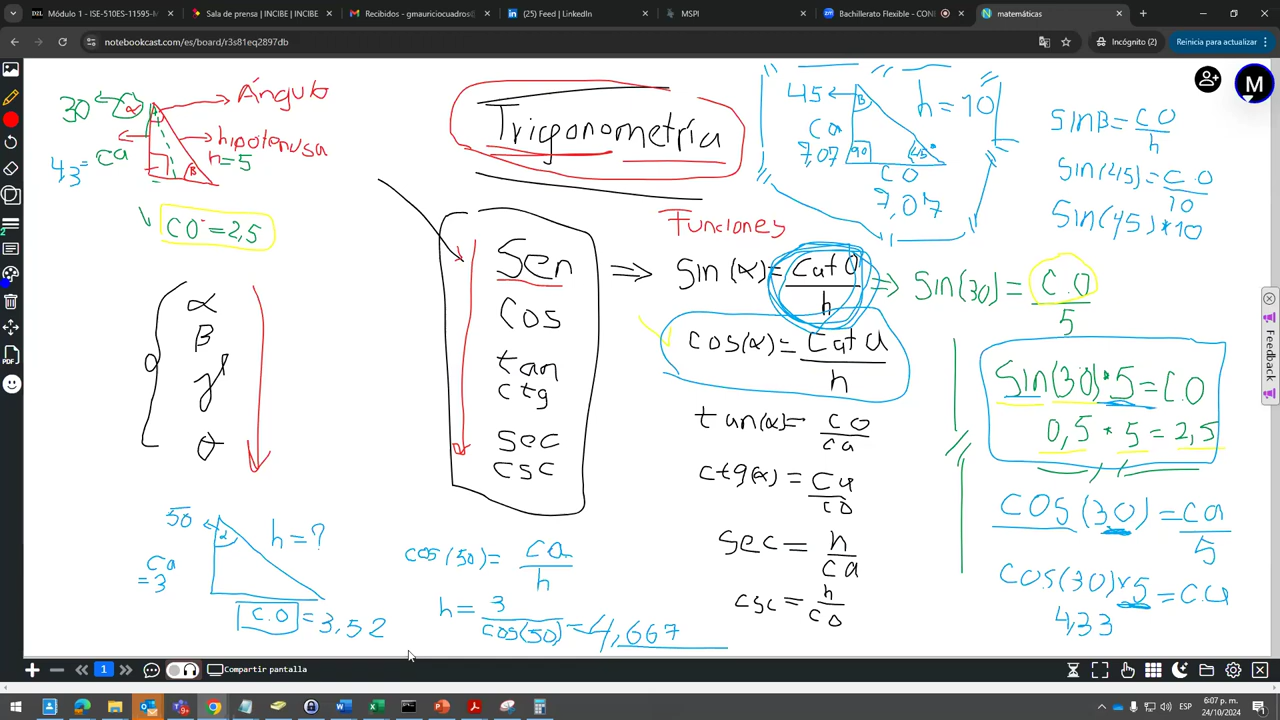 Módulo 1 - ISE-510ES-11595-M
Sala de prensa | INCIBE | INCIBE
Recibidos - gmauriciocuadros@
(25) Feed | LinkedIn
MSPI
Bachillerato Flexible - CON
matemáticas
notebookcast.com/es/board/r3s81eq2897db
Incógnito (2)
Reinicia para actualizar
M
30
α
Ángulo
hipotenusa
h=5
ca
4,3=
B
CO=2,5
Trigonometría
45
B
h=10
Ca
7,07
90
45°
CO
7,07
SinB=CO/h
Sin(45)=C.O/10
Sin(45)*10
Funciones
Sen
Cos
tan
ctg
sec
csc
⇒ Sin(α)=Cat O/h
⇒ Sin(30)=C.O/5
cos(α)=Cat a/h
tan(α)=CO/ca
ctg(α)=Ca/CO
sec=h/ca
csc=h/co
Sin(30)*5=C.O
0,5*5=2,5
COS(30)=ca/5
cos(30)*5=C.a
4,33
α
B
γ
θ
50
α
h=?
ca
=3
C.O=3,52
cos(50)=ca/h
h=3/cos(50)=4,667
Feedback
1
Compartir pantalla
2
ESP
6:07 p. m.
24/10/2024